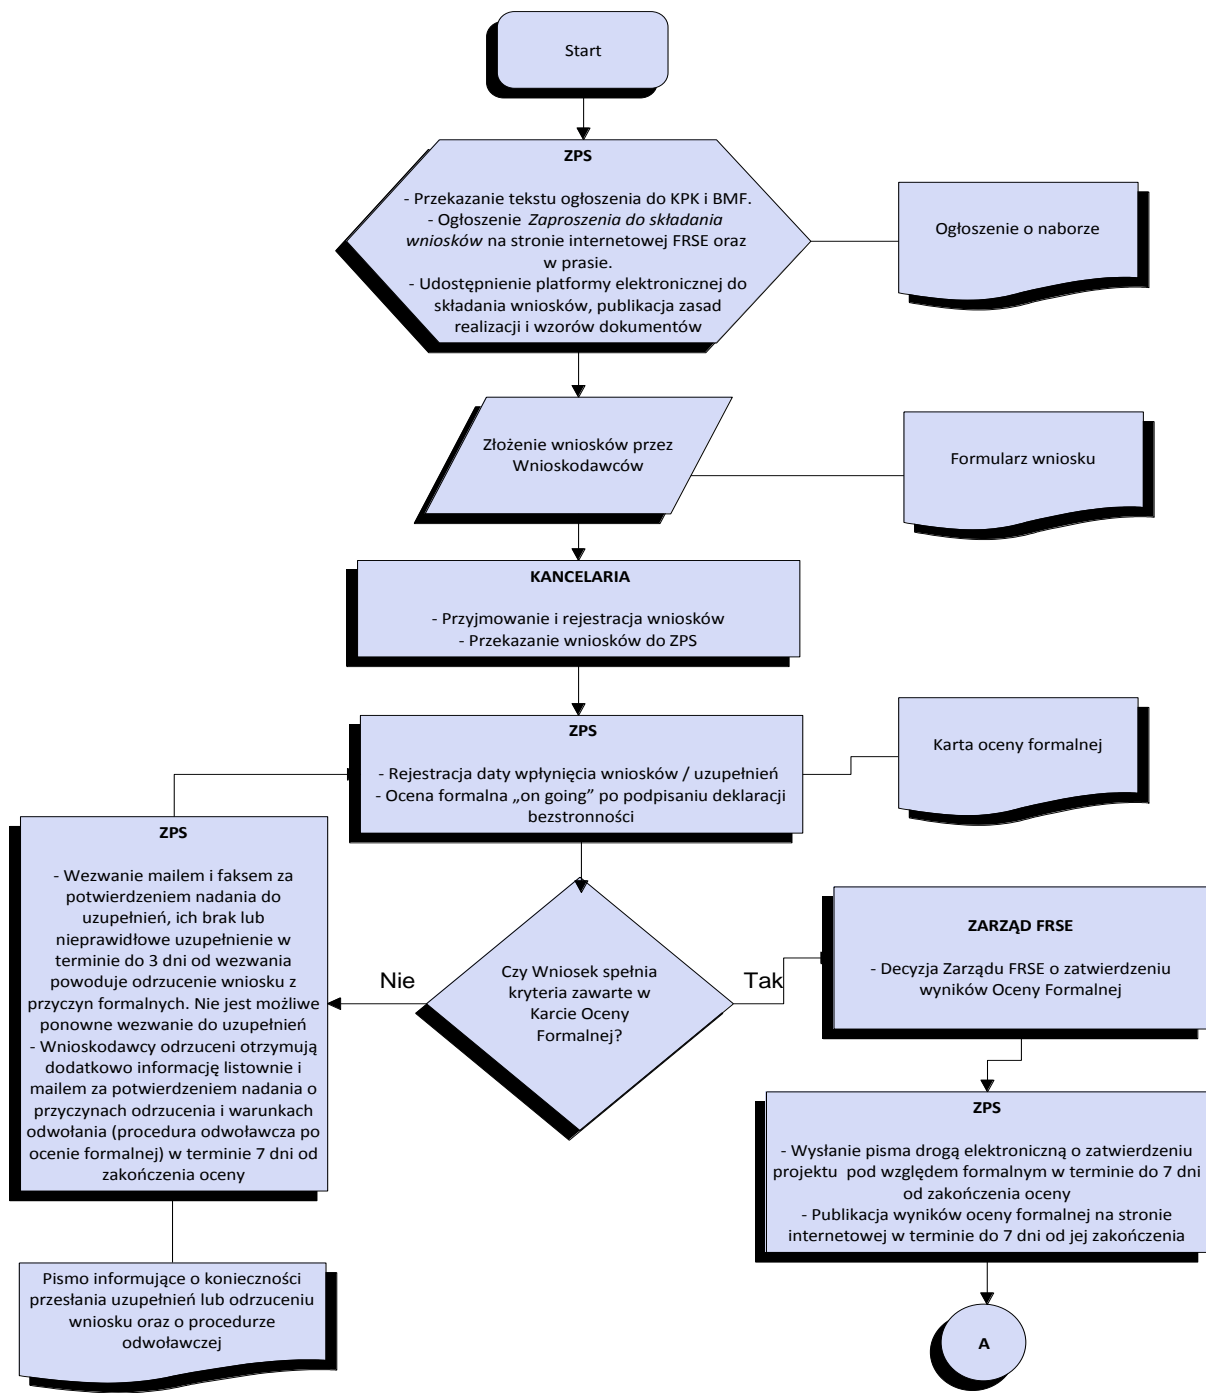 Start
ZPS
- Przekazanie tekstu ogłoszenia do KPK i BMF.
- Ogłoszenie Zaproszenia do składania
wniosków na stronie internetowej FRSE oraz
w prasie.
- Udostępnienie platformy elektronicznej do
składania wniosków, publikacja zasad
realizacji i wzorów dokumentów
Ogłoszenie o naborze
Złożenie wniosków przez
Wnioskodawców
Formularz wniosku
KANCELARIA
- Przyjmowanie i rejestracja wniosków
- Przekazanie wniosków do ZPS
ZPS
- Rejestracja daty wpłynięcia wniosków / uzupełnień
- Ocena formalna „on going” po podpisaniu deklaracji
bezstronności
Karta oceny formalnej
ZPS
- Wezwanie mailem i faksem za
potwierdzeniem nadania do
uzupełnień, ich brak lub
nieprawidłowe uzupełnienie w
terminie do 3 dni od wezwania
powoduje odrzucenie wniosku z
przyczyn formalnych. Nie jest możliwe
ponowne wezwanie do uzupełnień
- Wnioskodawcy odrzuceni otrzymują
dodatkowo informację listownie i
mailem za potwierdzeniem nadania o
przyczynach odrzucenia i warunkach
odwołania (procedura odwoławcza po
ocenie formalnej) w terminie 7 dni od
zakończenia oceny
Nie
Czy Wniosek spełnia
kryteria zawarte w
Karcie Oceny
Formalnej?
Tak
ZARZĄD FRSE
- Decyzja Zarządu FRSE o zatwierdzeniu
wyników Oceny Formalnej
ZPS
- Wysłanie pisma drogą elektroniczną o zatwierdzeniu
projektu pod względem formalnym w terminie do 7 dni
od zakończenia oceny
- Publikacja wyników oceny formalnej na stronie
internetowej w terminie do 7 dni od jej zakończenia
Pismo informujące o konieczności
przesłania uzupełnień lub odrzuceniu
wniosku oraz o procedurze
odwoławczej
A